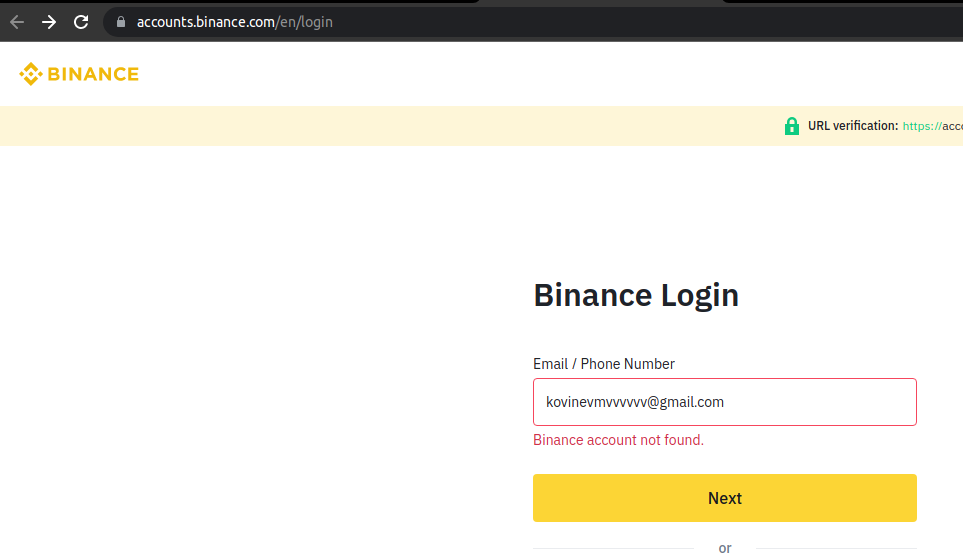 accounts.binance.com/en/login
BINANCE
URL verification: https://acc
Binance Login
Email / Phone Number
kovinevmvvvvvv@gmail.com
Binance account not found.
Next
or